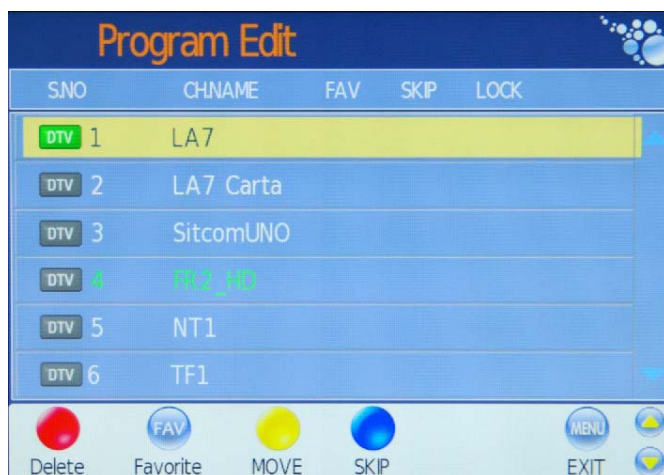 Program Edit
S.NO CH.NAME FAV SKIP LOCK
DTV 1 LA7
DTV 2 LA7 Carta
DTV 3 SitcomUNO
DTV 4 FR2_HD
DTV 5 NT1
DTV 6 TF1
FAV MENU
Delete Favorite MOVE SKIP EXIT